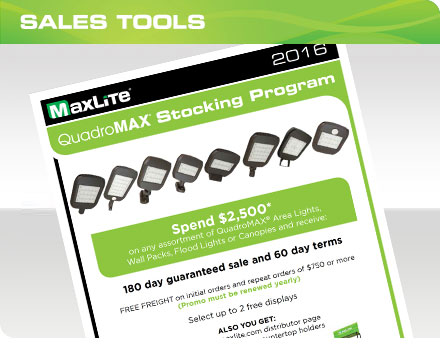 SALES TOOLS
2016
MAXLITE®
QuadroMAX® Stocking Program
Spend $2,500*
on any assortment of QuadroMAX® Area Lights,
Wall Packs, Flood Lights or Canopies and receive:
180 day guaranteed sale and 60 day terms
FREE FREIGHT on initial orders and repeat orders of $750 or more
(Promo must be renewed yearly)
Select up to 2 free displays
ALSO YOU GET:
distributor page
holders